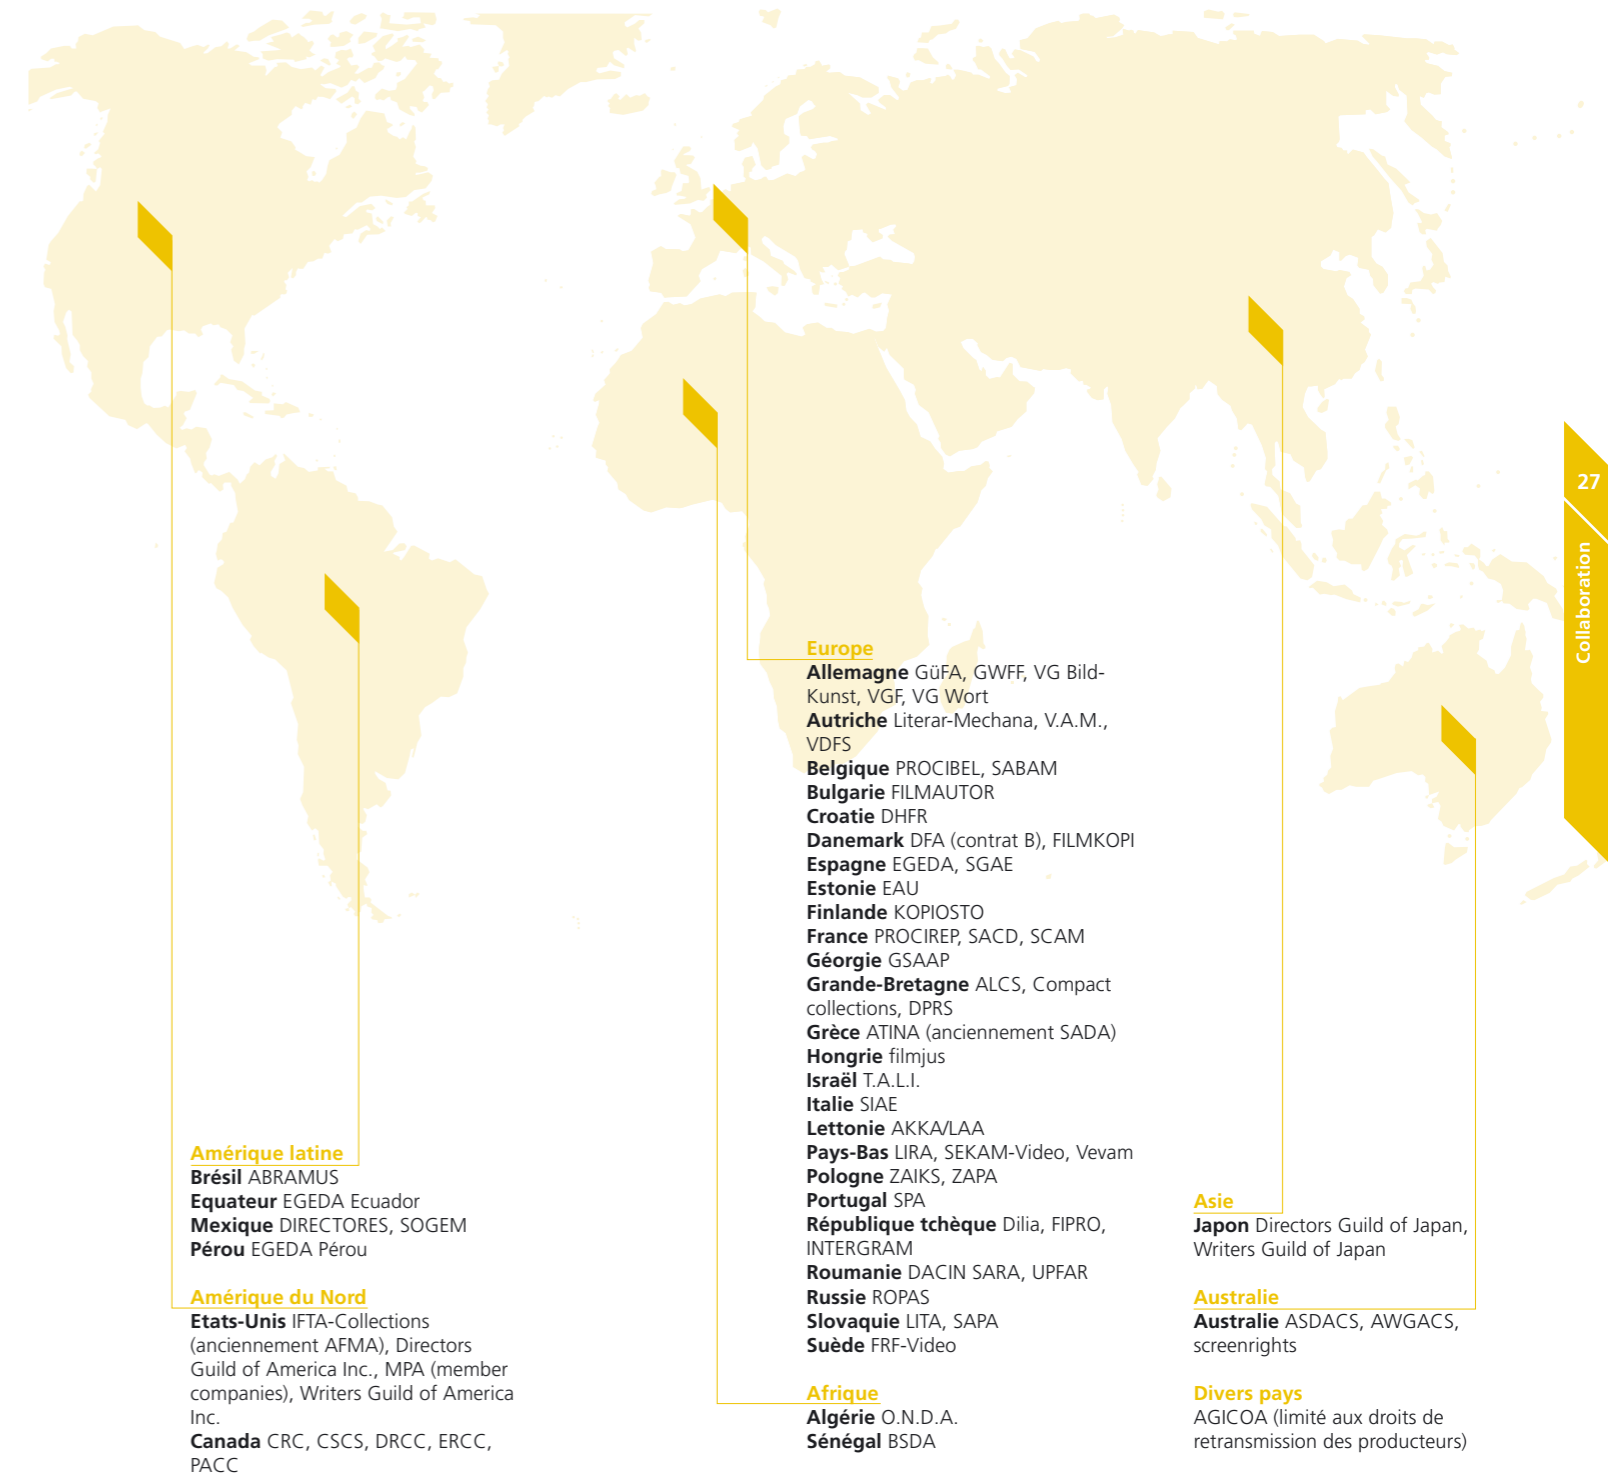 Amérique latine
Brésil ABRAMUS
Equateur EGEDA Ecuador
Mexique DIRECTORES, SOGEM
Pérou EGEDA Pérou
Amérique du Nord
Etats-Unis IFTA-Collections
(anciennement AFMA), Directors
Guild of America Inc., MPA (member
companies), Writers Guild of America
Inc.
Canada CRC, CSCS, DRCC, ERCC,
PACC
Europe
Allemagne GüFA, GWFF, VG Bild-
Kunst, VGF, VG Wort
Autriche Literar-Mechana, V.A.M.,
VDFS
Belgique PROCIBEL, SABAM
Bulgarie FILMAUTOR
Croatie DHFR
Danemark DFA (contrat B), FILMKOPI
Espagne EGEDA, SGAE
Estonie EAU
Finlande KOPIOSTO
France PROCIREP, SACD, SCAM
Géorgie GSAAP
Grande-Bretagne ALCS, Compact
collections, DPRS
Grèce ATINA (anciennement SADA)
Hongrie filmjus
Israël T.A.L.I.
Italie SIAE
Lettonie AKKA/LAA
Pays-Bas LIRA, SEKAM-Video, Vevam
Pologne ZAIKS, ZAPA
Portugal SPA
République tchèque Dilia, FIPRO,
INTERGRAM
Roumanie DACIN SARA, UPFAR
Russie ROPAS
Slovaquie LITA, SAPA
Suède FRF-Video
Afrique
Algérie O.N.D.A.
Sénégal BSDA
Asie
Japon Directors Guild of Japan,
Writers Guild of Japan
Australie
Australie ASDACS, AWGACS,
screenrights
Divers pays
AGICOA (limité aux droits de
retransmission des producteurs)
27
Collaboration